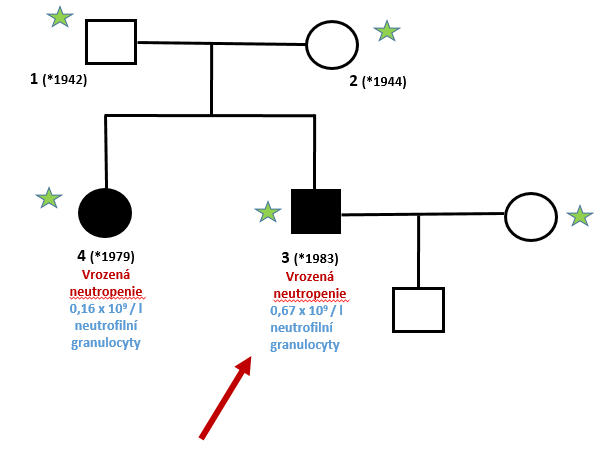 1 (*1942)
2 (*1944)
4 (*1979)
Vrozená
neutropenie
0,16 x 10⁹ / l
neutrofilní
granulocyty
3 (*1983)
Vrozená
neutropenie
0,67 x 10⁹ / l
neutrofilní
granulocyty